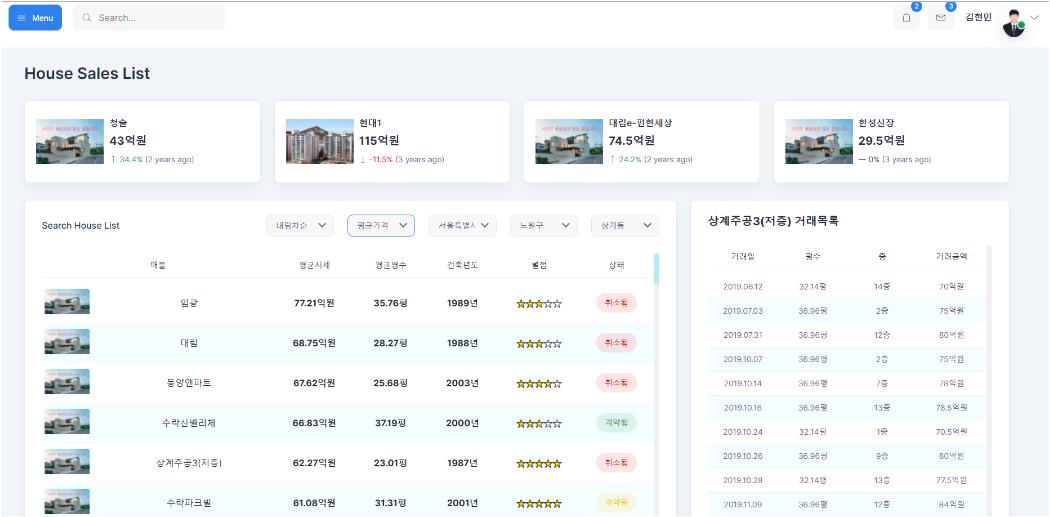 Menu
Search...
2
3
김현민
House Sales List
청솔
43억원
↑ 34.4% (2 years ago)
현대1
115억원
↓ -11.5% (3 years ago)
대림e-편한세상
74.5억원
↑ 24.2% (2 years ago)
한성신장
29.5억원
— 0% (3 years ago)
Search House List
내림차순
평균가격
서울특별시
노원구
상계동
매물 평균시세 평균평수 건축년도 별점 상태
임광 77.21억원 35.76평 1989년 ★★★☆☆ 취소됨
대림 68.75억원 28.27평 1988년 ★★★☆☆ 취소됨
동양엔파트 67.62억원 25.68평 2003년 ★★★★☆ 취소됨
수락산벨리체 66.83억원 37.19평 2000년 ★★★☆☆ 계약됨
상계주공3(저층) 62.27억원 23.01평 1987년 ★★★★★ 취소됨
수락파크빌 61.08억원 31.31평 2001년 ★★★★★ 계약중
상계주공3(저층) 거래목록
거래일 평수 층 거래금액
2019.06.12 32.14평 14층 70억원
2019.07.03 36.96평 2층 75억원
2019.07.31 36.96평 12층 80억원
2019.10.07 36.96평 2층 75억원
2019.10.14 36.96평 7층 78억원
2019.10.16 36.96평 13층 78.5억원
2019.10.24 32.14평 1층 70.5억원
2019.10.26 36.96평 9층 80억원
2019.10.28 32.14평 13층 77.5억원
2019.11.09 36.96평 12층 84억원